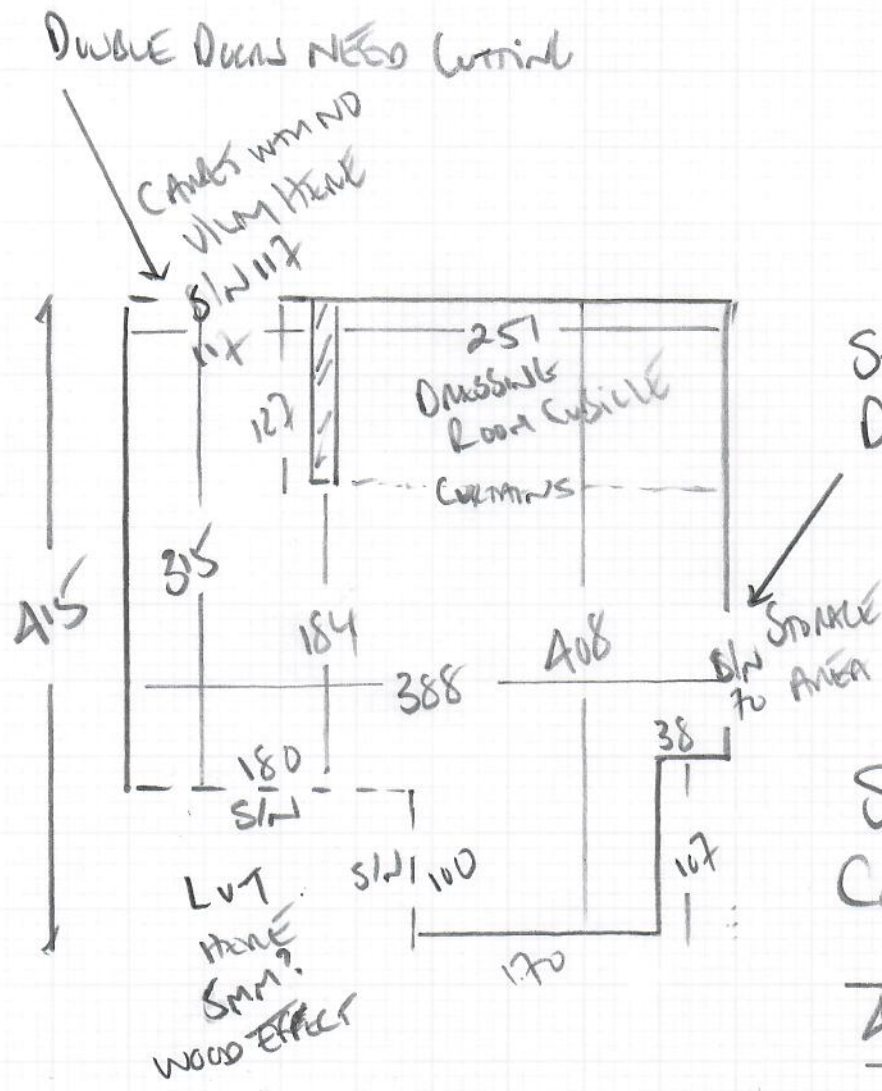 DOUBLE DOORS NEED CUTTING
CARPET WITH NO
VIEW HERE
S/N 117
117
251
DRESSING
ROOM CUBICLE
127
CURTAINS
S
D
315
415
184
408
388
STORAGE
AREA
S/N
70
38
180
S/N
S/N 100
107
LVT
HERE
5MM?
WOOD EFFECT
170
S
C